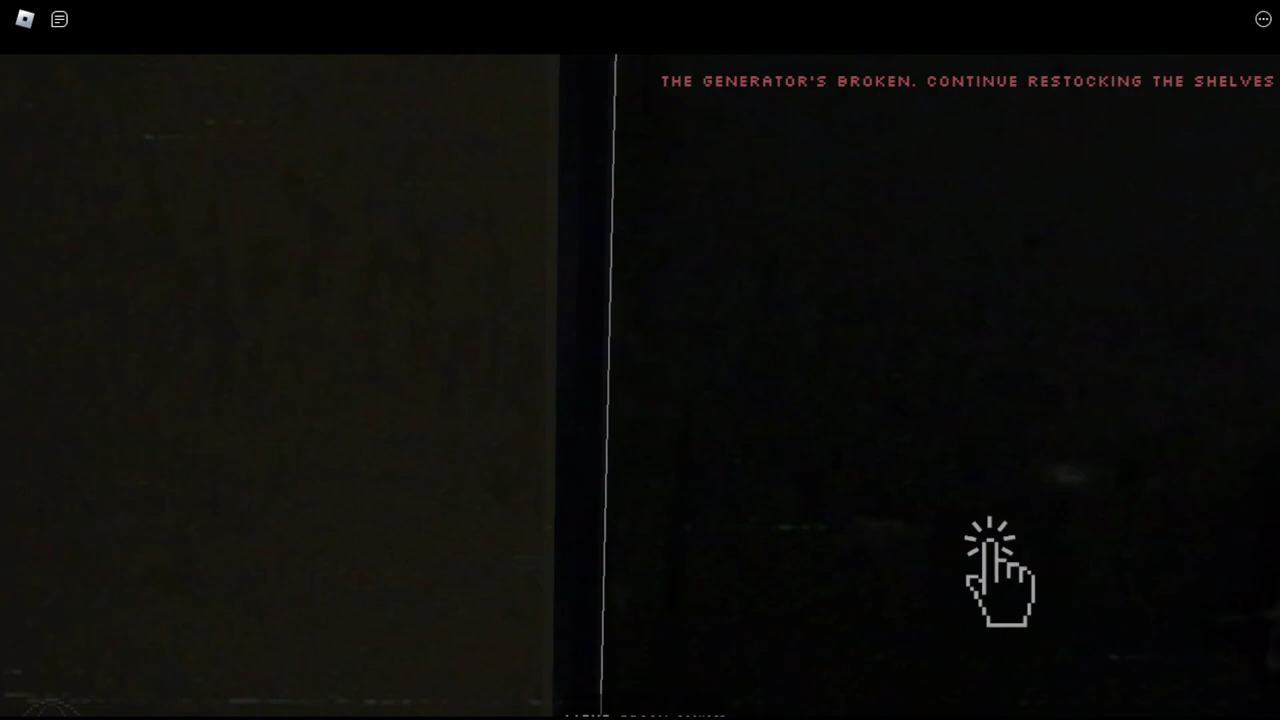 THE GENERATOR'S BROKEN. CONTINUE RESTOCKING THE SHELVES